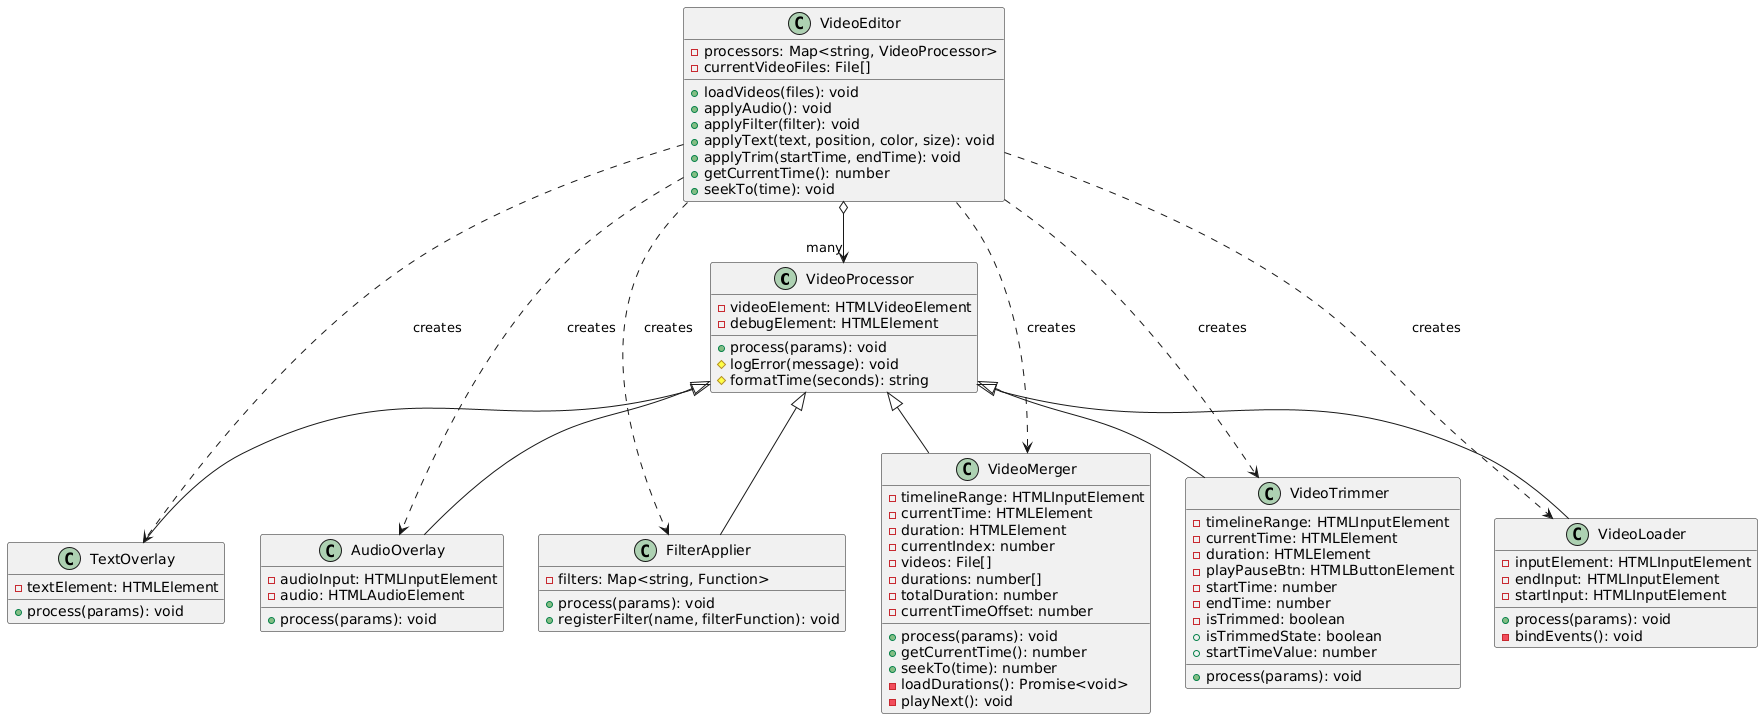 C VideoEditor
processors: Map<string, VideoProcessor>
currentVideoFiles: File[]
loadVideos(files): void
applyAudio(): void
applyFilter(filter): void
applyText(text, position, color, size): void
applyTrim(startTime, endTime): void
getCurrentTime(): number
seekTo(time): void
many
C VideoProcessor
videoElement: HTMLVideoElement
debugElement: HTMLElement
process(params): void
logError(message): void
formatTime(seconds): string
creates
creates
creates
creates
creates
creates
C TextOverlay
textElement: HTMLElement
process(params): void
C AudioOverlay
audioInput: HTMLInputElement
audio: HTMLAudioElement
process(params): void
C FilterApplier
filters: Map<string, Function>
process(params): void
registerFilter(name, filterFunction): void
C VideoMerger
timelineRange: HTMLInputElement
currentTime: HTMLElement
duration: HTMLElement
currentIndex: number
videos: File[]
durations: number[]
totalDuration: number
currentTimeOffset: number
process(params): void
getCurrentTime(): number
seekTo(time): number
loadDurations(): Promise<void>
playNext(): void
C VideoTrimmer
timelineRange: HTMLInputElement
currentTime: HTMLElement
duration: HTMLElement
playPauseBtn: HTMLButtonElement
startTime: number
endTime: number
isTrimmed: boolean
isTrimmedState: boolean
startTimeValue: number
process(params): void
C VideoLoader
inputElement: HTMLInputElement
endInput: HTMLInputElement
startInput: HTMLInputElement
process(params): void
bindEvents(): void